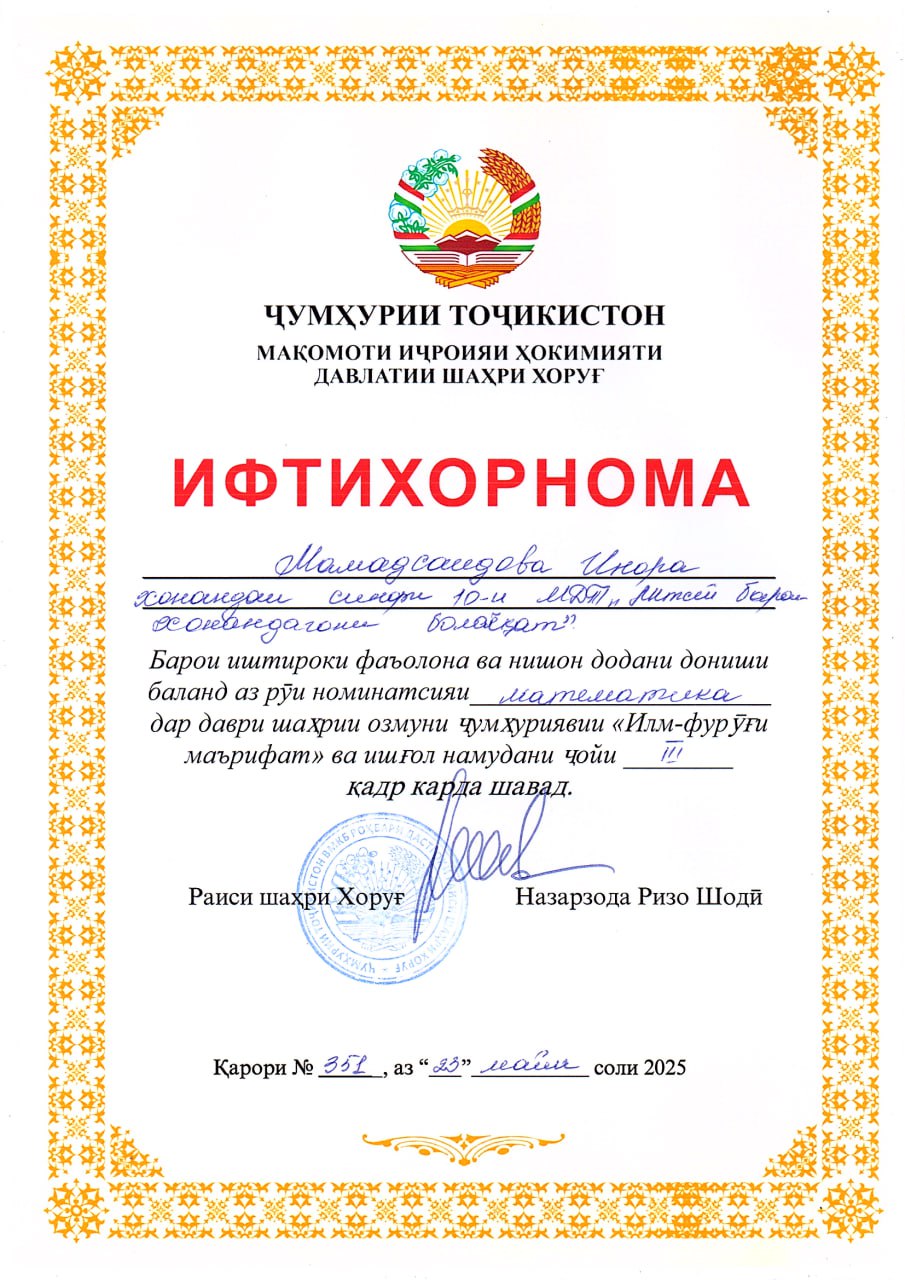 ҶУМҲУРИИ ТОҶИКИСТОН
МАҚОМОТИ ИҶРОИЯИ ҲОКИМИЯТИ
ДАВЛАТИИ ШАҲРИ ХОРУҒ
ИФТИХОРНОМА
Мамадсаидова Инора
хонандаи синфи 10-и МДТ „Литсей барои
хонандагони болаёқат”
Барои иштироки фаъолона ва нишон додани дониши
баланд аз рӯи номинатсияи математика
дар даври шаҳрии озмуни ҷумҳуриявии «Илм-фурӯғи
маърифат» ва ишғол намудани ҷойи III
қадр карда шавад.
Раиси шаҳри Хоруғ Назарзода Ризо Шодӣ
Қарори № 351, аз “23” майи соли 2025